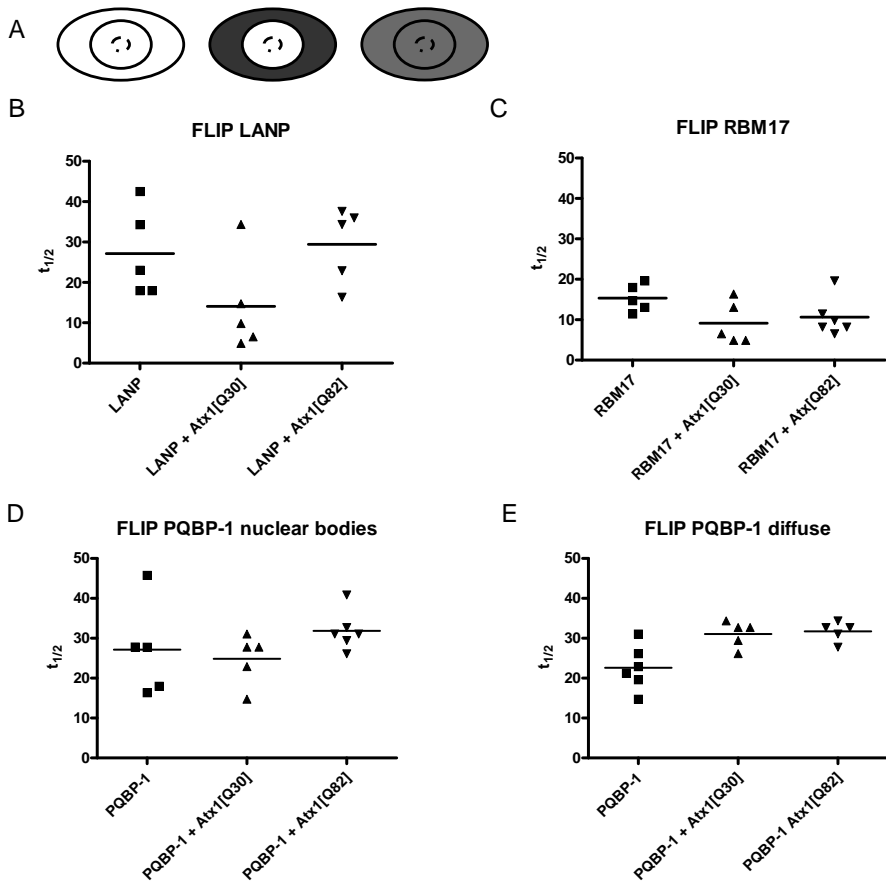 A
B
FLIP LANP
50
40
30
20
10
0
t1/2
LANP
LANP + Atx1[Q30]
LANP + Atx1[Q82]
C
FLIP RBM17
50
40
30
20
10
0
t1/2
RBM17
RBM17 + Atx1[Q30]
RBM17 + Atx[Q82]
D
FLIP PQBP-1 nuclear bodies
50
40
30
20
10
0
t1/2
PQBP-1
PQBP-1 + Atx1[Q30]
PQBP-1 + Atx1[Q82]
E
FLIP PQBP-1 diffuse
50
40
30
20
10
0
t1/2
PQBP-1
PQBP-1 + Atx1[Q30]
PQBP-1 Atx1[Q82]